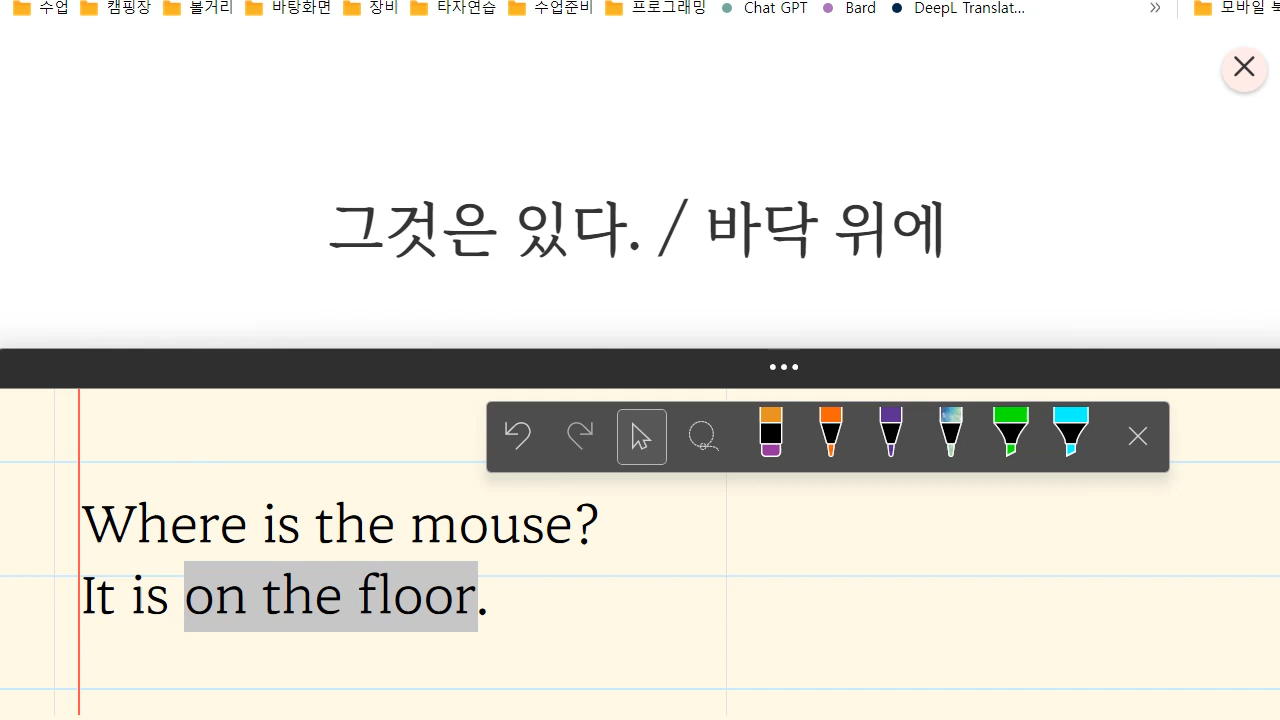 수업 캠핑장 볼거리 바탕화면 장비 타자연습 수업준비 프로그래밍 Chat GPT Bard DeepL Translat... » 모바일
그것은 있다. / 바닥 위에
Where is the mouse?
It is on the floor.